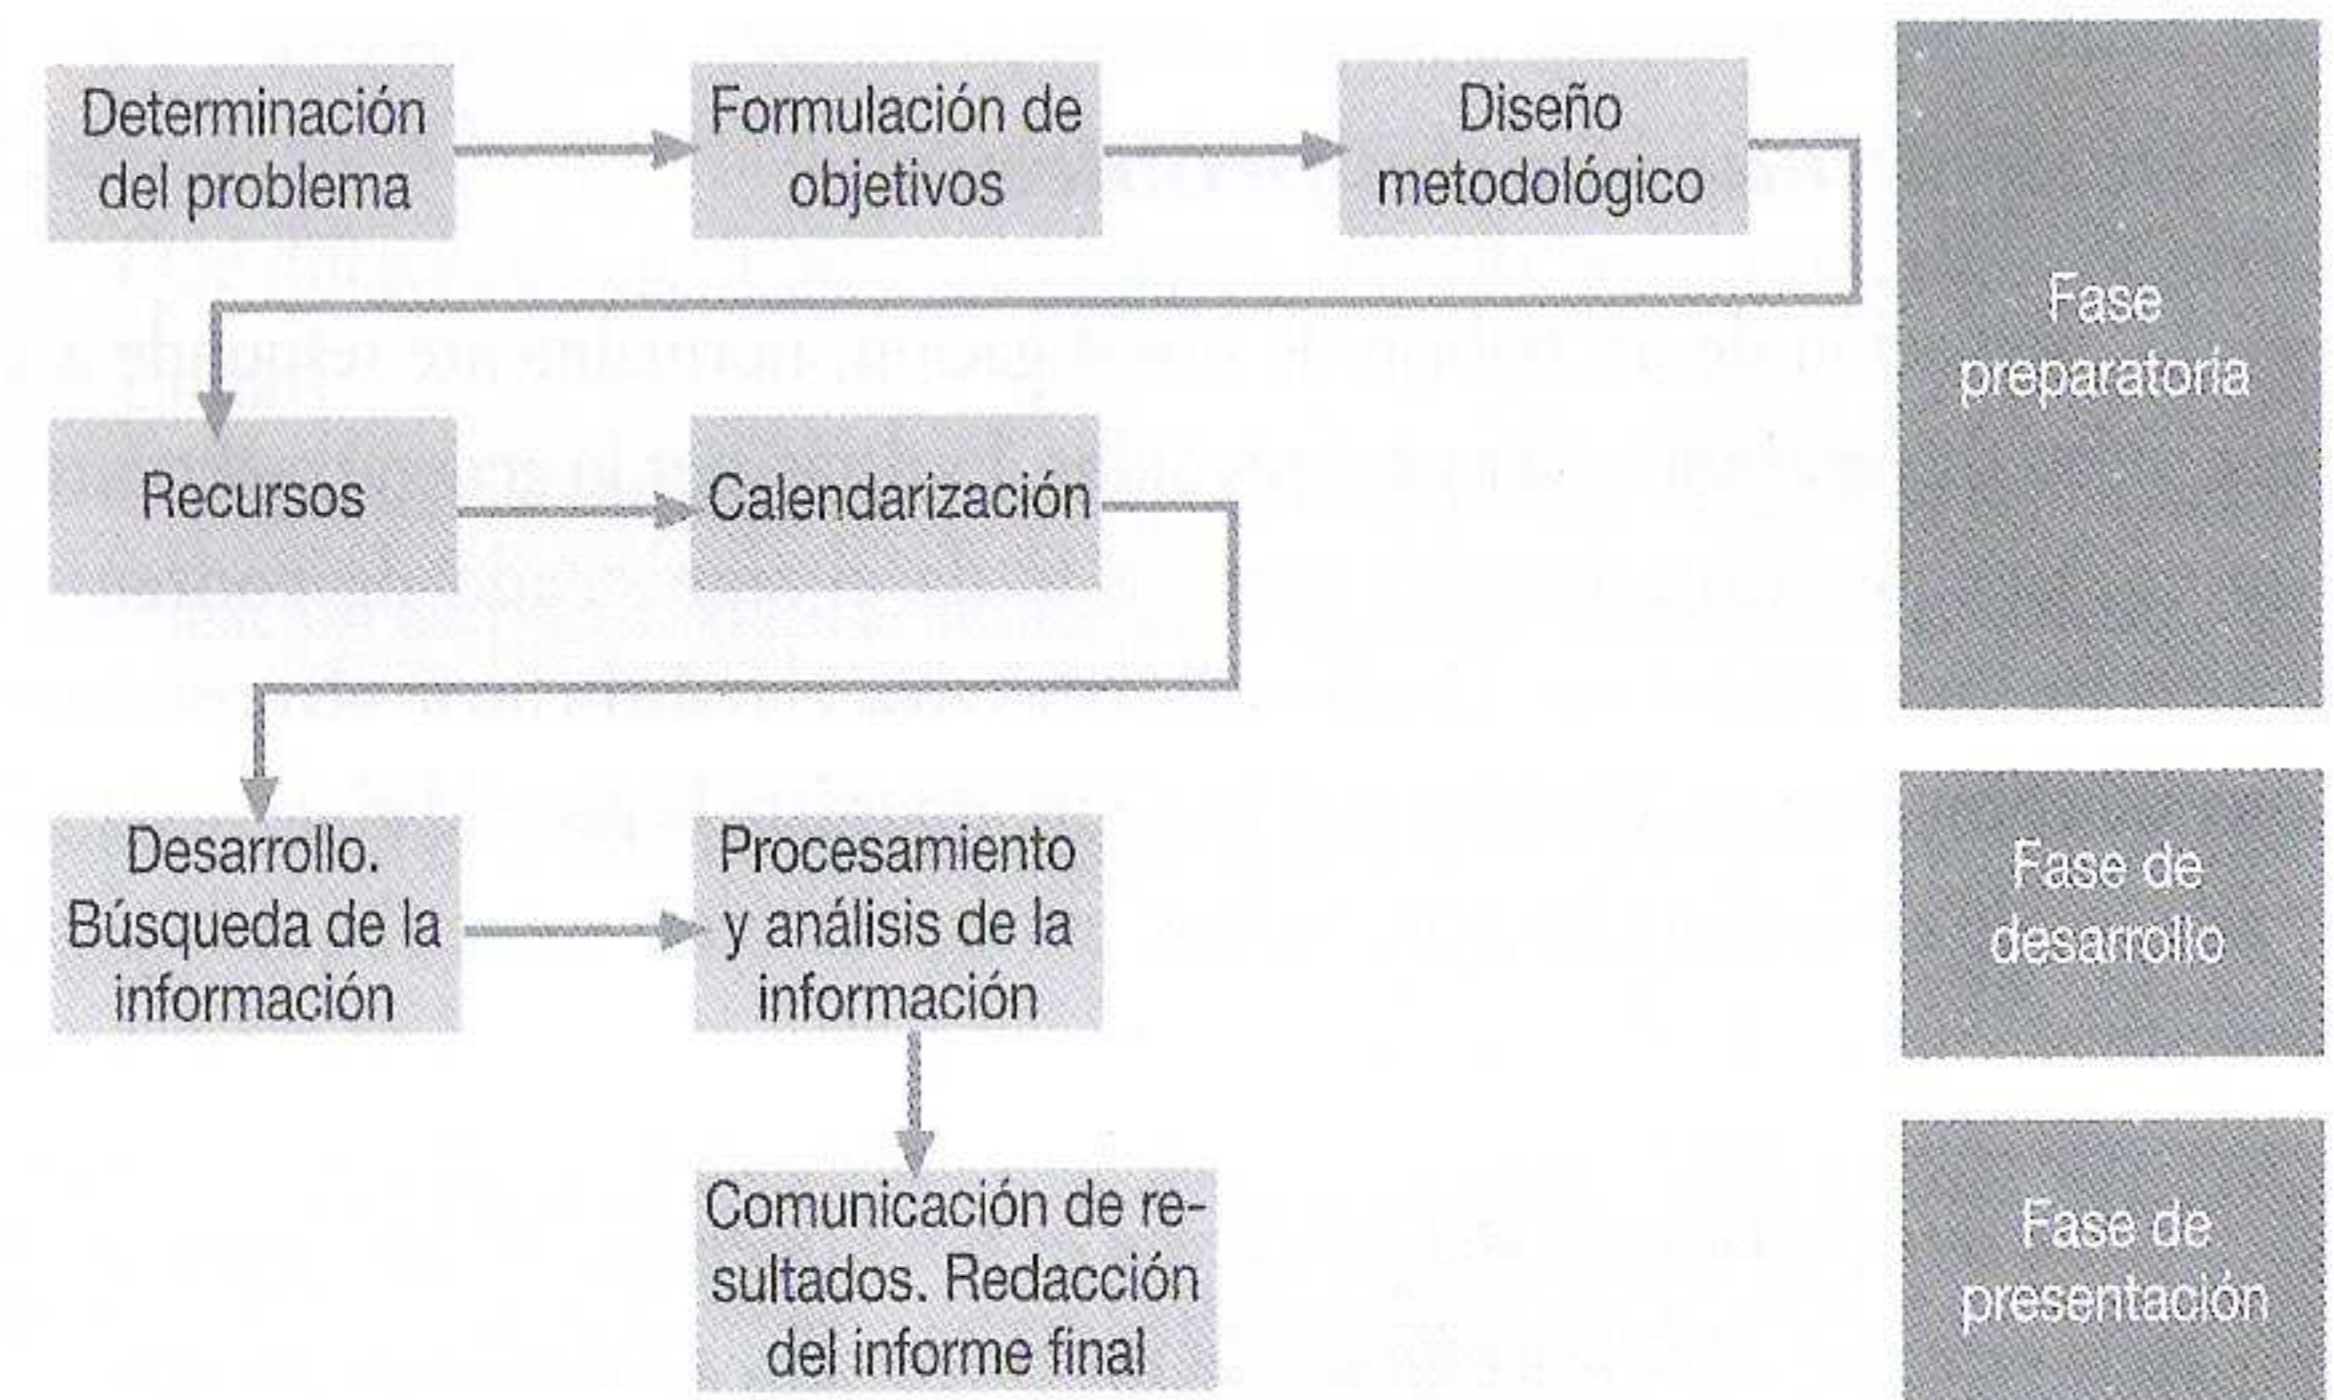 Determinación
del problema
Formulación de
objetivos
Diseño
metodológico
Fase
preparatoria
Recursos
Calendarización
Desarrollo.
Búsqueda de la
información
Procesamiento
y análisis de la
información
Fase de
desarrollo
Comunicación de re-
sultados. Redacción
del informe final
Fase de
presentación